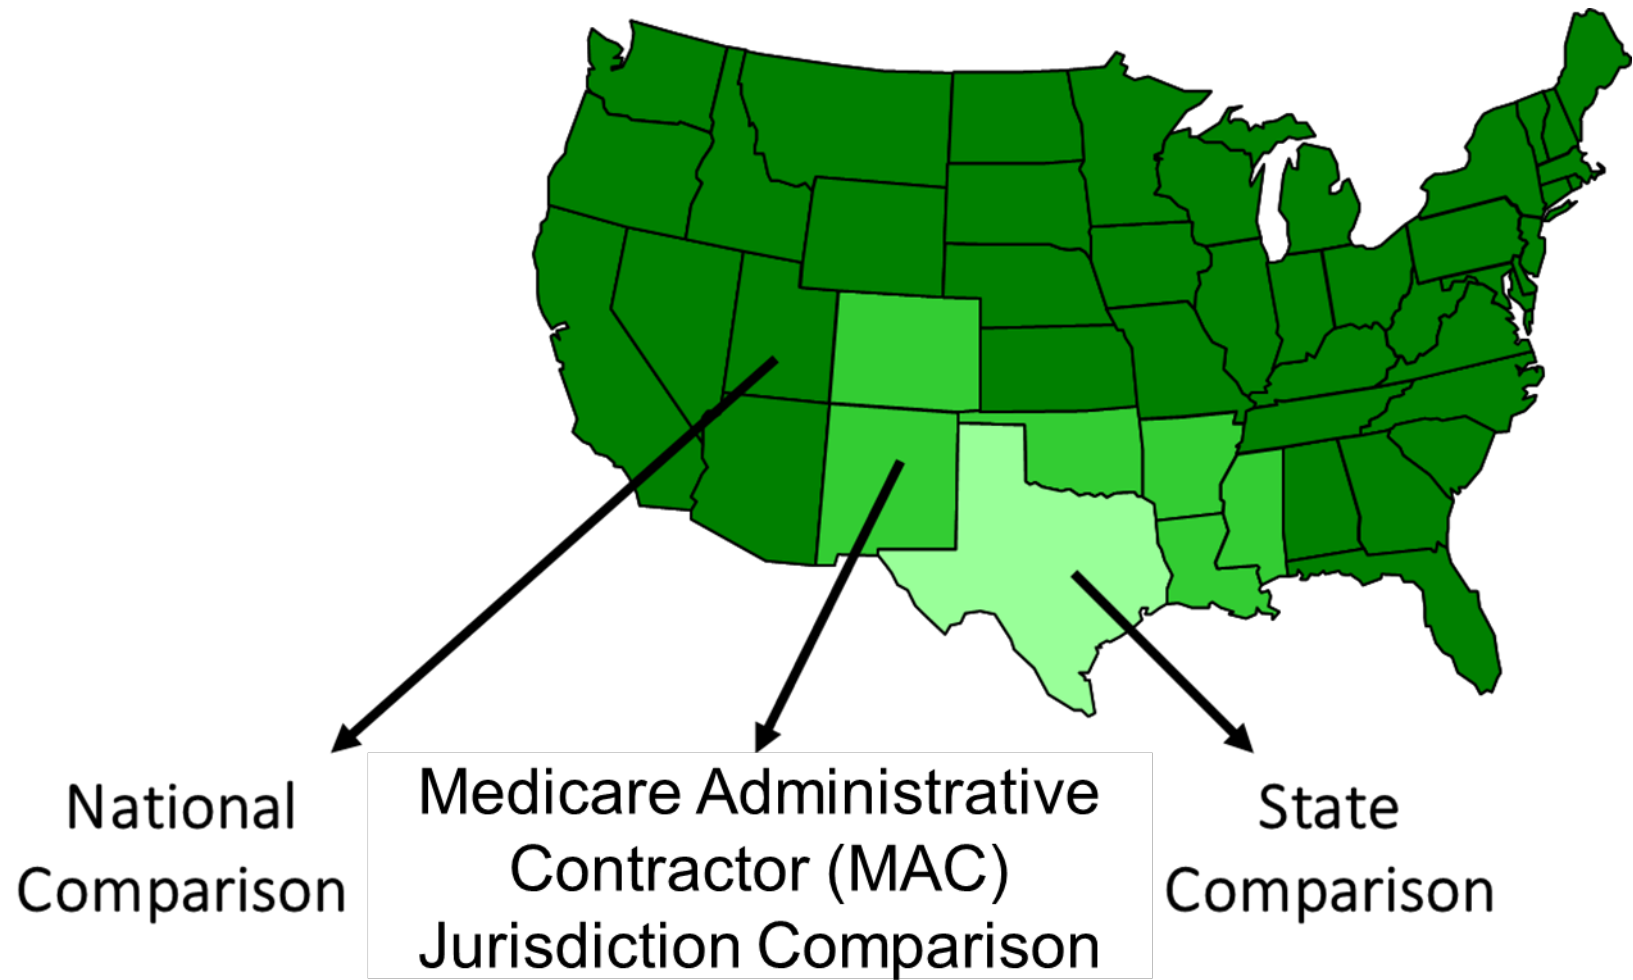 National
Comparison
Medicare Administrative
Contractor (MAC)
Jurisdiction Comparison
State
Comparison